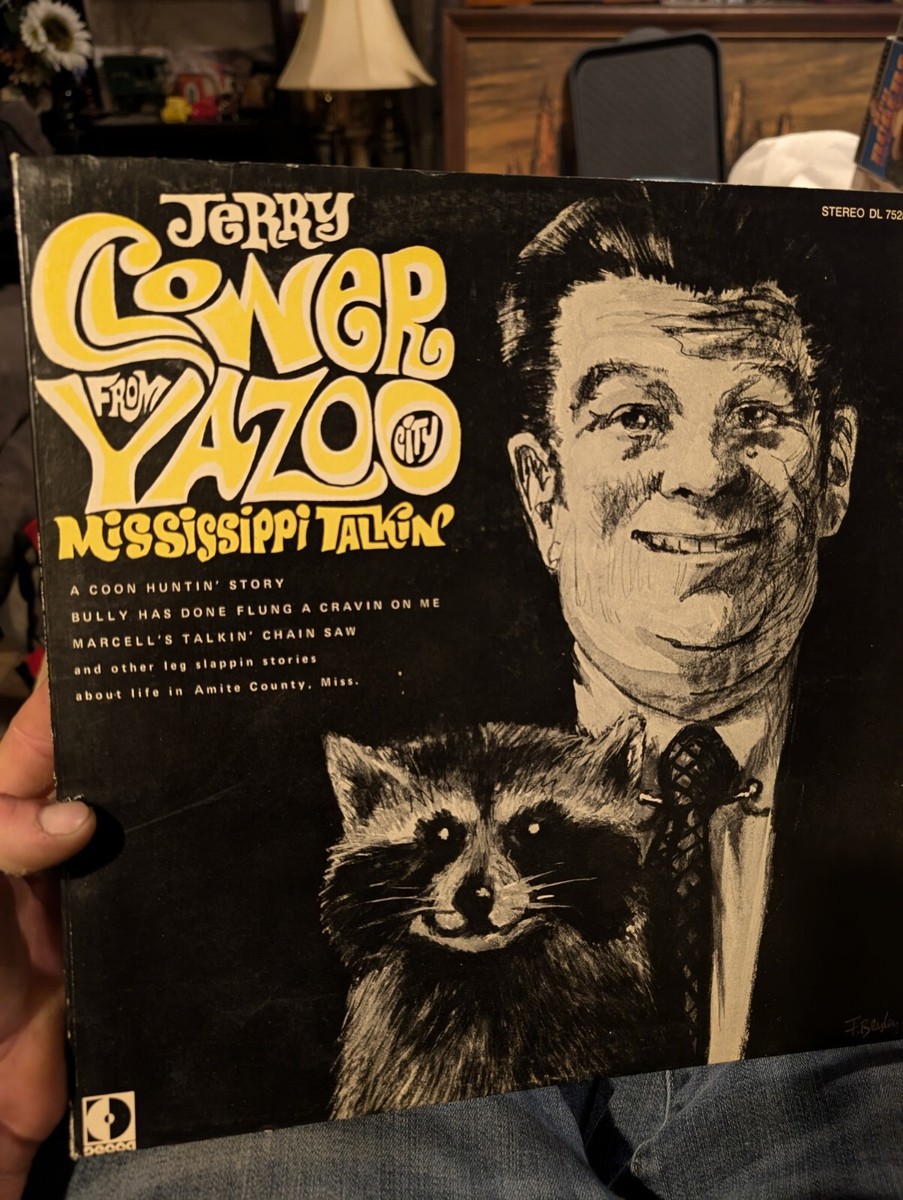 JeRRY
CLOWeR
FROM
YAZOO
City
Mississippi TALKiN'
STEREO DL 752
A COON HUNTIN' STORY
BULLY HAS DONE FLUNG A CRAVIN ON ME
MARCELL'S TALKIN' CHAIN SAW
and other leg slappin stories
about life in Amite County, Miss.
DECCA